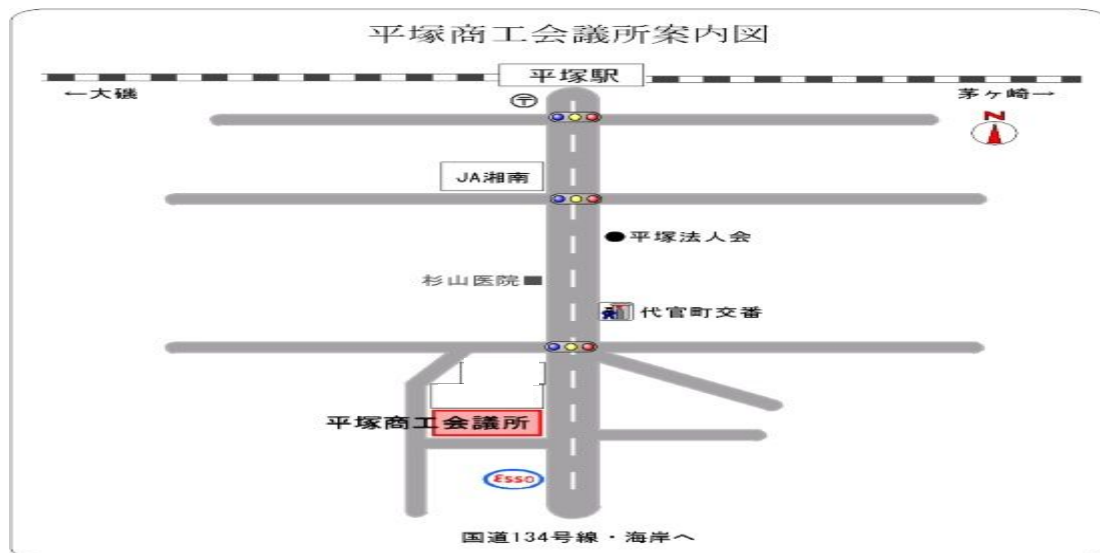 平塚商工会議所案内図
平塚駅
←大磯
茅ヶ崎→
〒
N
JA湘南
●平塚法人会
杉山医院■
代官町交番
平塚商工会議所
Esso
国道134号線・海岸へ